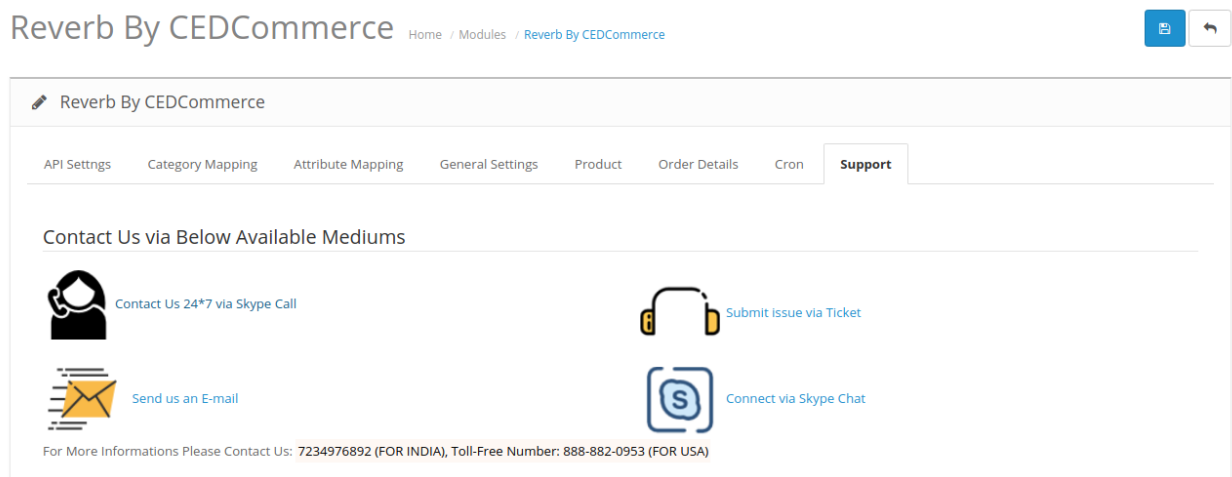 Reverb By CEDCommerce Home / Modules / Reverb By CEDCommerce
Reverb By CEDCommerce
API Settngs Category Mapping Attribute Mapping General Settings Product Order Details Cron Support
Contact Us via Below Available Mediums
Contact Us 24*7 via Skype Call
Submit issue via Ticket
Send us an E-mail
S
Connect via Skype Chat
For More Informations Please Contact Us: 7234976892 (FOR INDIA), Toll-Free Number: 888-882-0953 (FOR USA)